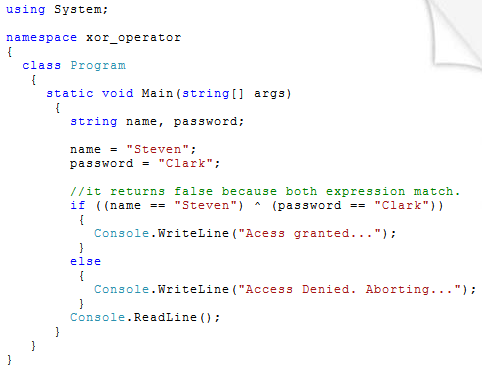 using System;
namespace xor_operator
{
class Program
{
static void Main(string[] args)
{
string name, password;
name = "Steven";
password = "Clark";
//it returns false because both expression match.
if ((name == "Steven") ^ (password == "Clark"))
{
Console.WriteLine("Acess granted...");
}
else
{
Console.WriteLine("Access Denied. Aborting...");
}
Console.ReadLine();
}
}
}